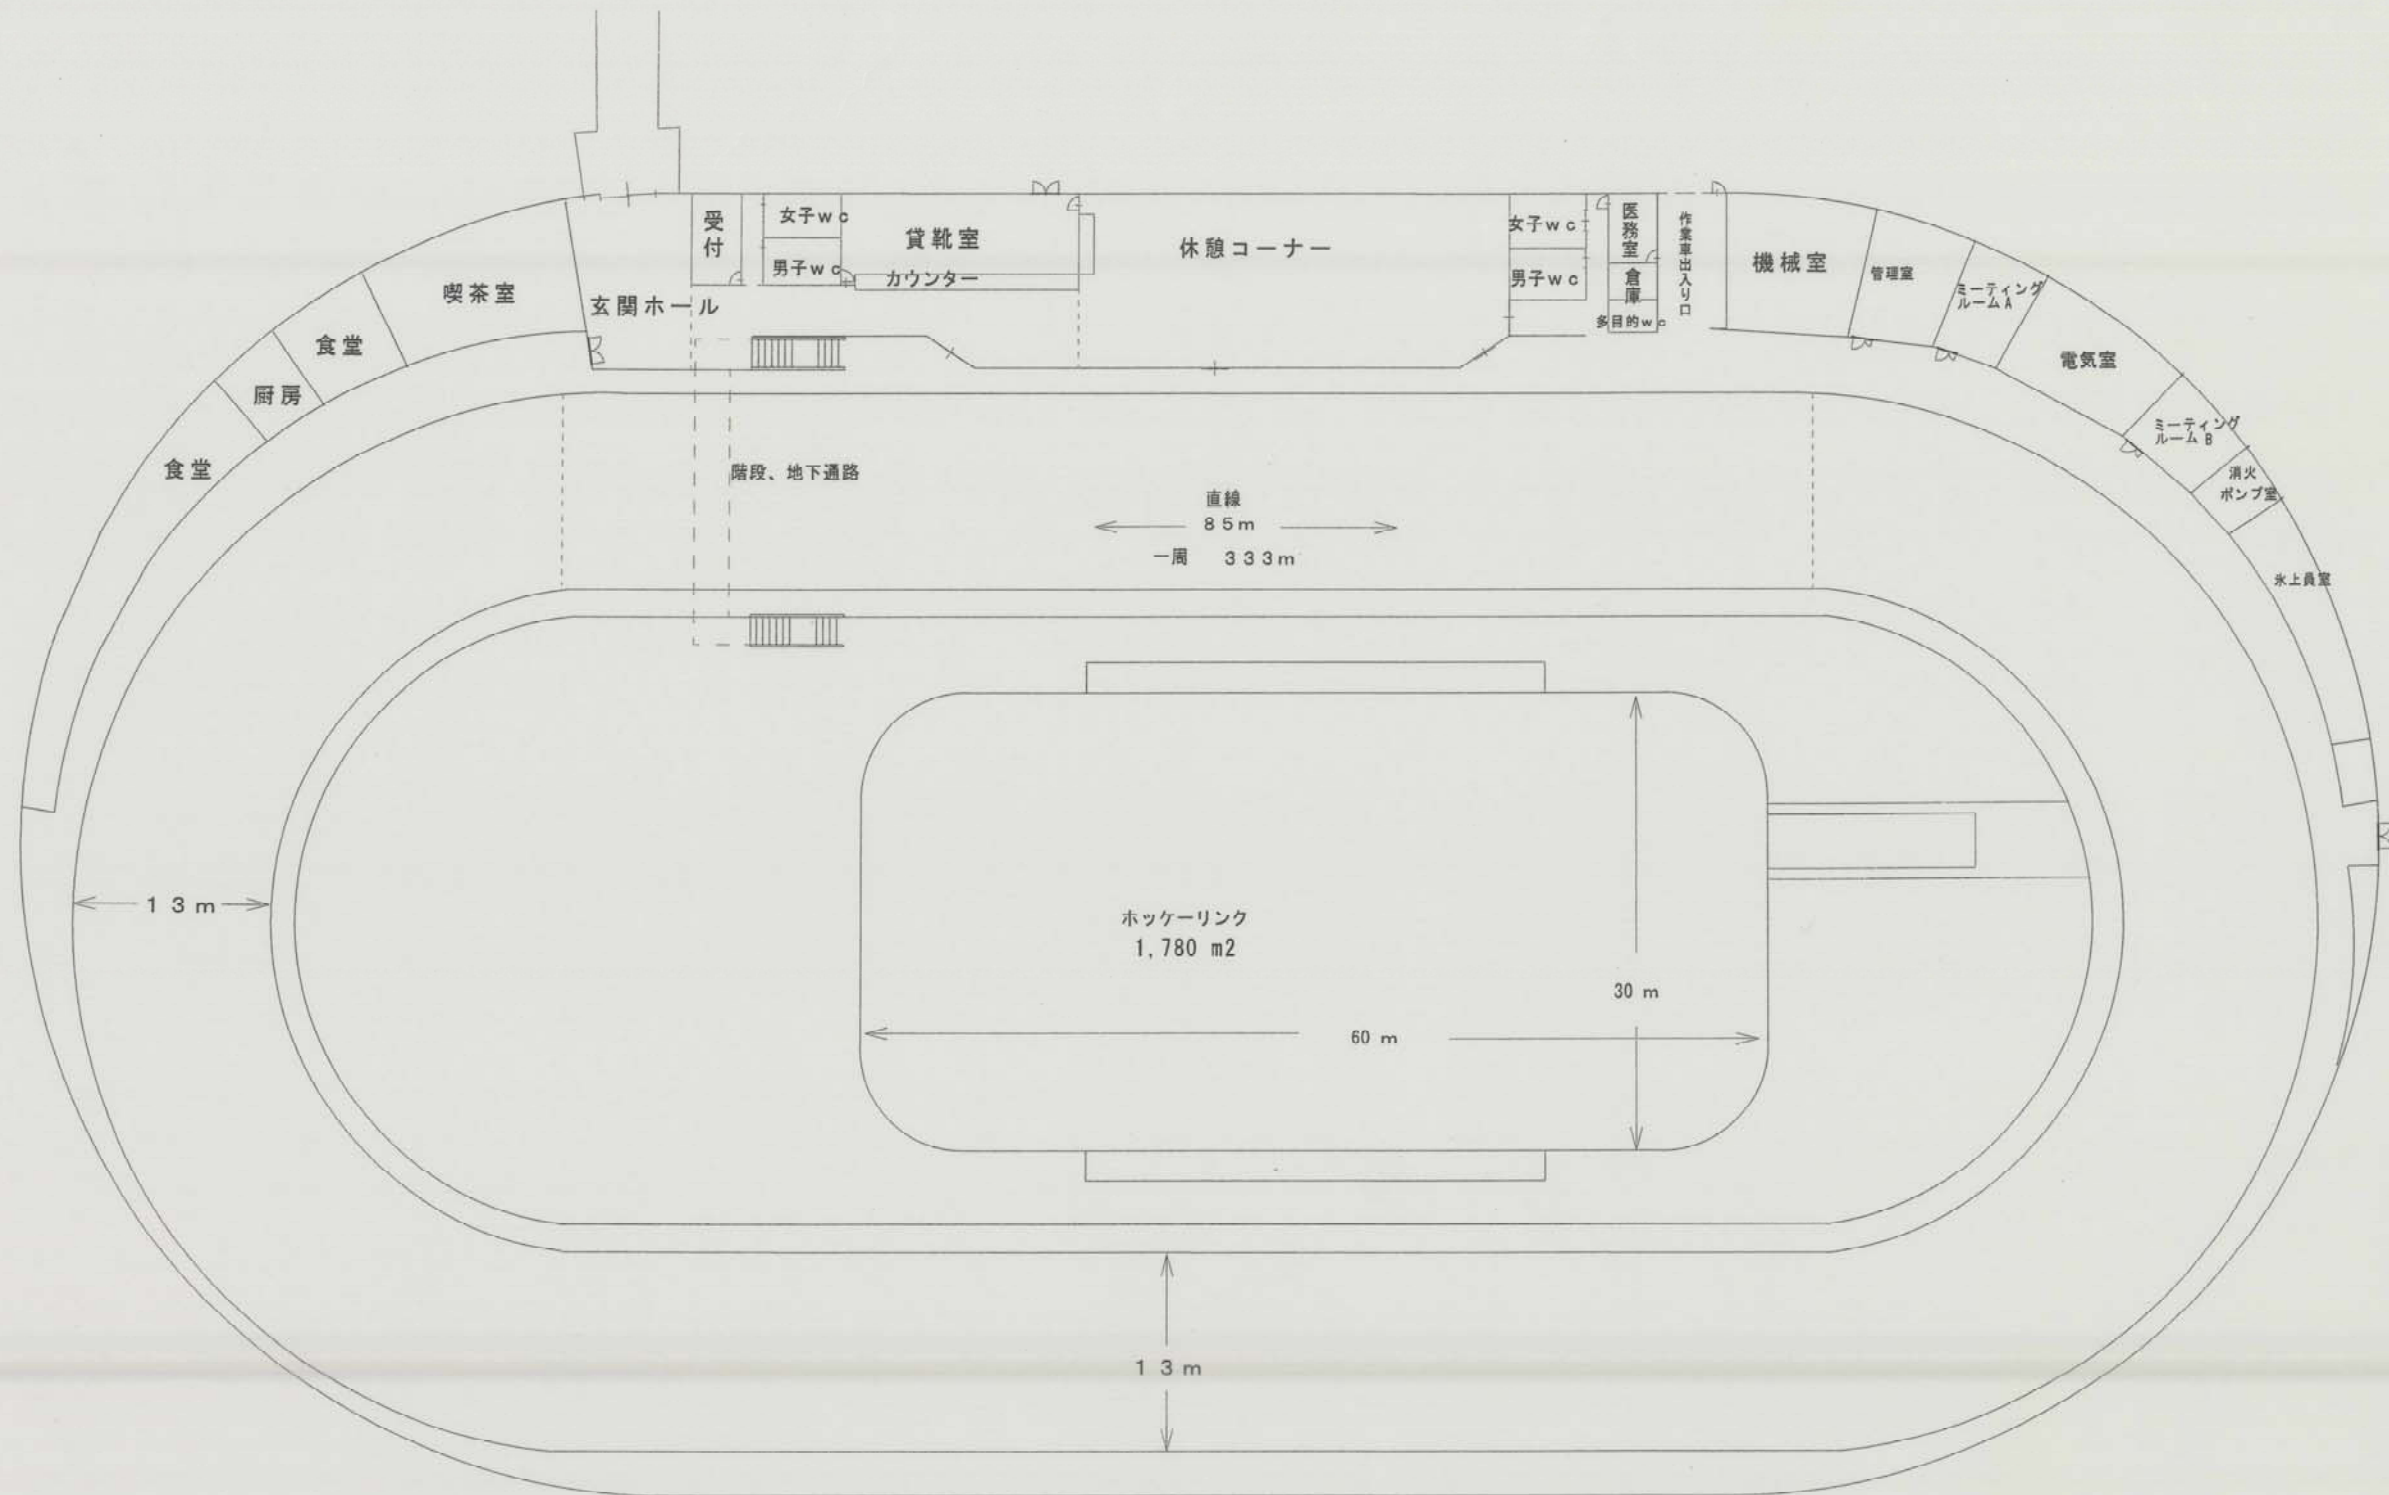 受付
女子wc
男子wc
貸靴室
カウンター
休憩コーナー
女子wc
男子wc
医務室
倉庫
多目的wc
作業車出入り口
機械室
管理室
ミーティング
ルームA
電気室
ミーティング
ルームB
消火
ポンプ室
氷上員室
玄関ホール
喫茶室
食堂
厨房
食堂
階段、地下通路
直線
85m
一周 333m
13m
ホッケーリンク
1,780 m2
30 m
60 m
13m